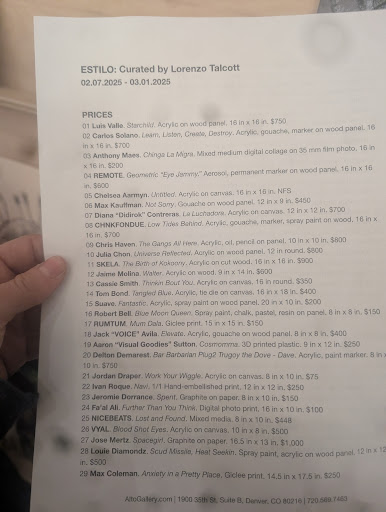 ESTILO: Curated by Lorenzo Talcott
02.07.2025 - 03.01.2025
PRICES
01 Luis Valle. Starchild. Acrylic on wood panel, 16 in x 16 in. $750
02 Carlos Solano. Learn, Listen, Create, Destroy. Acrylic, gouache, marker on wood panel, 16
in x 16 in. $700
03 Anthony Maes. Chinga La Migra. Mixed medium digital collage on 35 mm film photo, 16 in
x 16 in. $200
04 REMOTE. Geometric "Eye Jammy." Aerosol, permanent marker on wood panel, 16 in x 16
in. $600
05 Chelsea Aarmyn. Untitled. Acrylic on canvas. 16 in x 16 in. NFS
06 Max Kauffman. Not Sorry. Gouache on wood panel. 12 in x 9 in. $450
07 Diana "Didirok" Contreras. La Luchadora. Acrylic on canvas. 12 in x 12 in. $700
08 CHNKFONDUE. Low Tides Behind. Acrylic, gouache, marker, spray paint on wood, 16 in x
16 in. $700
09 Chris Haven. The Gangs All Here. Acrylic, oil, pencil on panel. 10 in x 10 in. $800
10 Julia Chon. Universe Reflected. Acrylic on wood panel. 12 in round. $800
11 SKELA. The Birth of Kokoony. Acrylic on cut wood. 16 in x 16 in. $900
12 Jaime Molina. Walter. Acrylic on wood. 9 in x 14 in. $600
13 Cassie Smith. Thinkin Bout You. Acrylic on canvas. 16 in round. $350
14 Tom Bond. Tangled Blue. Acrylic, tie die on canvas. 16 in x 18 in. $400
15 Suave. Fantastic. Acrylic, spray paint on wood panel. 20 in x 10 in. $200
16 Robert Bell. Blue Moon Queen. Spray paint, chalk, pastel, resin on panel. 8 in x 8 in. $150
17 RUMTUM. Mum Dala. Giclee print. 15 in x 15 in. $150
18 Jack "VOICE" Avila. Elevate. Acrylic, gouache on wood panel. 8 in x 8 in. $400
19 Aaron "Visual Goodies" Sutton. Cosmomma. 3D printed plastic. 9 in x 12 in. $250
20 Delton Demarest. Bar Barbarian Plug2 Trugoy the Dove - Dave. Acrylic, paint marker. 8 in
10 in. $750
21 Jordan Draper. Work Your Wiggle. Acrylic on canvas. 8 in x 10 in. $75
22 Ivan Roque. Navi. 1/1 Hand-embellished print. 12 in x 12 in. $250
23 Jeromie Dorrance. Spent. Graphite on paper. 8 in x 10 in. $150
24 Fa'al Ali. Further Than You Think. Digital photo print. 16 in x 10 in. $100
25 NICEBEATS. Lost and Found. Mixed media. 8 in x 10 in. $448
26 VYAL. Blood Shot Eyes. Acrylic on canvas. 10 in x 8 in. $500
27 Jose Mertz. Spacegirl. Graphite on paper. 16.5 in x 13 in. $1,000
28 Louie Diamondz. Scud Missile, Heat Seekin. Spray paint, acrylic on wood panel. 12 in x 12
in. $500
29 Max Coleman. Anxiety in a Pretty Place. Giclee print. 14.5 in x 17.5 in. $250
AltoGallery.com | 1900 35th St, Suite B, Denver, CO 80216 | 720.589.7463